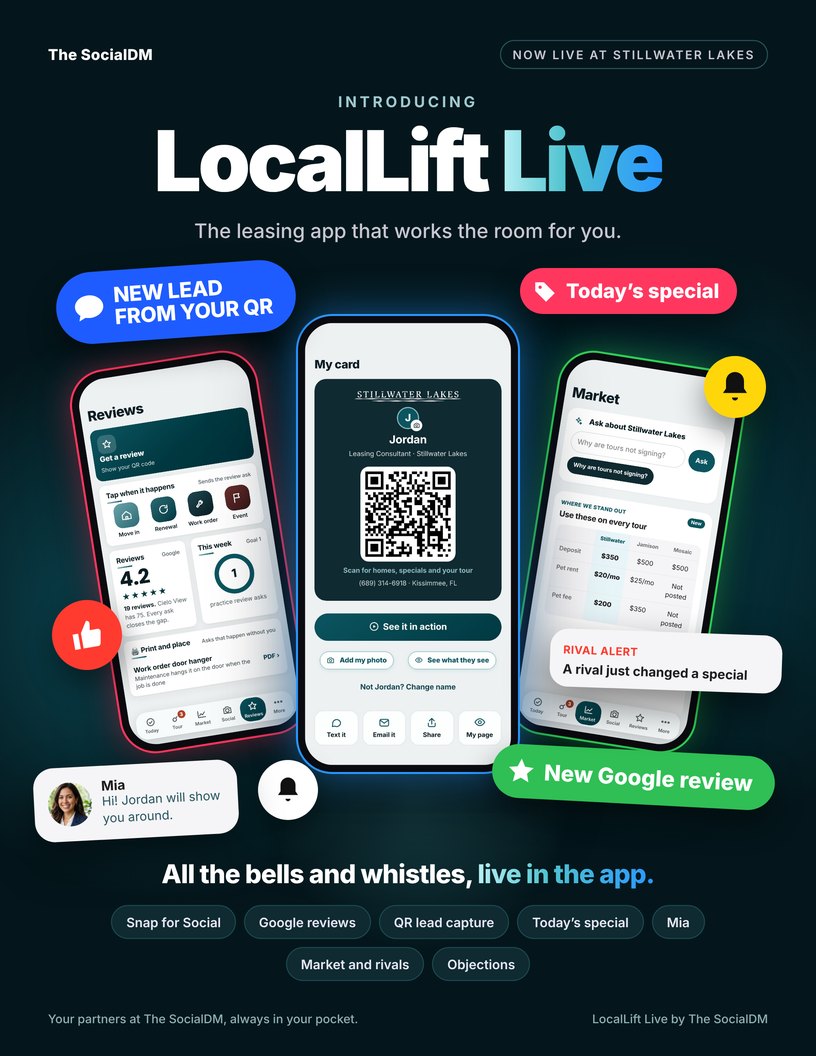 The SocialDM
NOW LIVE AT STILLWATER LAKES
INTRODUCING
LocalLift Live
The leasing app that works the room for you.
NEW LEAD
FROM YOUR QR
Today’s special
Reviews
Get a review
Show your QR code
Tap when it happens
Sends the review ask
Move in
Renewal
Work order
Event
Reviews
Google
4.2
19 reviews. Cielo View
has 75. Every ask
closes the gap.
This week
Goal 1
1
practice review asks
Print and place
Asks that happen without you
Work order door hanger
Maintenance hangs it on the door when the
job is done
PDF ›
Today
3
Tour
Market
Social
Reviews
More
My card
STILLWATER LAKES
J
Jordan
Leasing Consultant · Stillwater Lakes
Scan for homes, specials and your tour
(689) 314-6918 · Kissimmee, FL
See it in action
Add my photo
See what they see
Not Jordan? Change name
Text it
Email it
Share
My page
Market
Ask about Stillwater Lakes
Why are tours not signing?
Ask
Why are tours not signing?
WHERE WE STAND OUT
New
Use these on every tour
Stillwater
Jamison
Mosaic
Deposit
$350
$500
$500
Pet rent
$20/mo
$25/mo
Not
posted
Pet fee
$200
$350
Not
posted
RIVAL ALERT
A rival just changed a special
Today
3
Tour
Market
Social
Reviews
More
Mia
Hi! Jordan will show
you around.
New Google review
All the bells and whistles, live in the app.
Snap for Social
Google reviews
QR lead capture
Today’s special
Mia
Market and rivals
Objections
Your partners at The SocialDM, always in your pocket.
LocalLift Live by The SocialDM